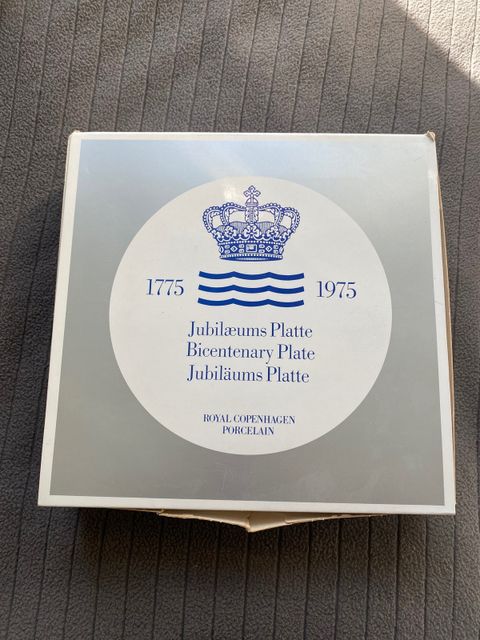 1775 1975
Jubilæums Platte
Bicentenary Plate
Jubiläums Platte
ROYAL COPENHAGEN
PORCELAIN